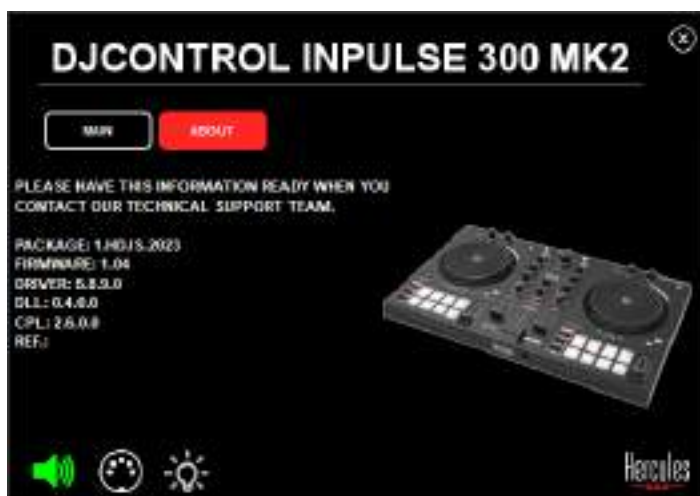 DJCONTROL INPULSE 300 MK2
MAIN
ABOUT
PLEASE HAVE THIS INFORMATION READY WHEN YOU
CONTACT OUR TECHNICAL SUPPORT TEAM.
PACKAGE: 1.HDJS.2023
FIRMWARE: 1.04
DRIVER: 5.8.9.0
DLL: 0.4.0.0
CPL: 2.6.0.0
REF.:
Hercules